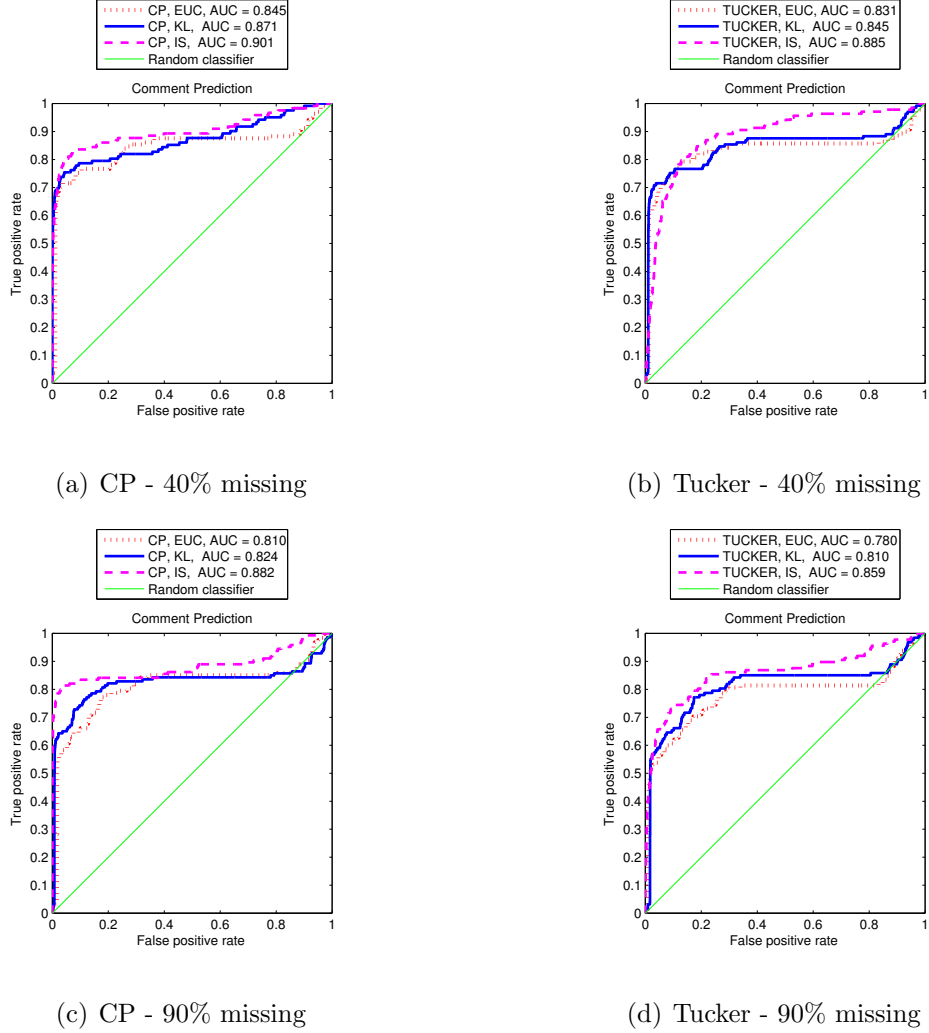 CP, EUC, AUC = 0.845
CP, KL, AUC = 0.871
CP, IS, AUC = 0.901
Random classifier
Comment Prediction
1
0.9
0.8
0.7
0.6
0.5
0.4
0.3
0.2
0.1
0
True positive rate
0 0.2 0.4 0.6 0.8 1
False positive rate
(a) CP - 40% missing
TUCKER, EUC, AUC = 0.831
TUCKER, KL, AUC = 0.845
TUCKER, IS, AUC = 0.885
Random classifier
Comment Prediction
1
0.9
0.8
0.7
0.6
0.5
0.4
0.3
0.2
0.1
0
True positive rate
0 0.2 0.4 0.6 0.8 1
False positive rate
(b) Tucker - 40% missing
CP, EUC, AUC = 0.810
CP, KL, AUC = 0.824
CP, IS, AUC = 0.882
Random classifier
Comment Prediction
1
0.9
0.8
0.7
0.6
0.5
0.4
0.3
0.2
0.1
0
True positive rate
0 0.2 0.4 0.6 0.8 1
False positive rate
(c) CP - 90% missing
TUCKER, EUC, AUC = 0.780
TUCKER, KL, AUC = 0.810
TUCKER, IS, AUC = 0.859
Random classifier
Comment Prediction
1
0.9
0.8
0.7
0.6
0.5
0.4
0.3
0.2
0.1
0
True positive rate
0 0.2 0.4 0.6 0.8 1
False positive rate
(d) Tucker - 90% missing